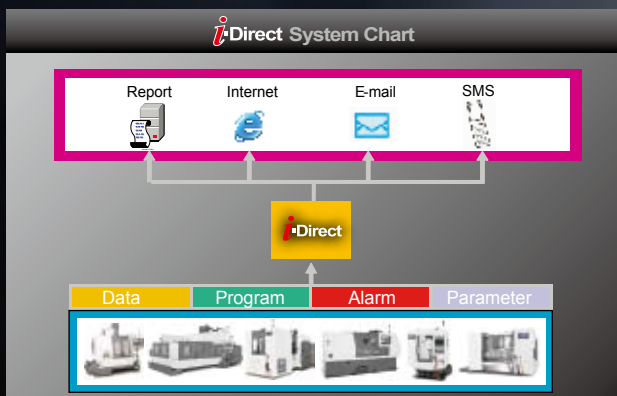 i-Direct System Chart
Report Internet E-mail SMS
i-Direct
Data Program Alarm Parameter